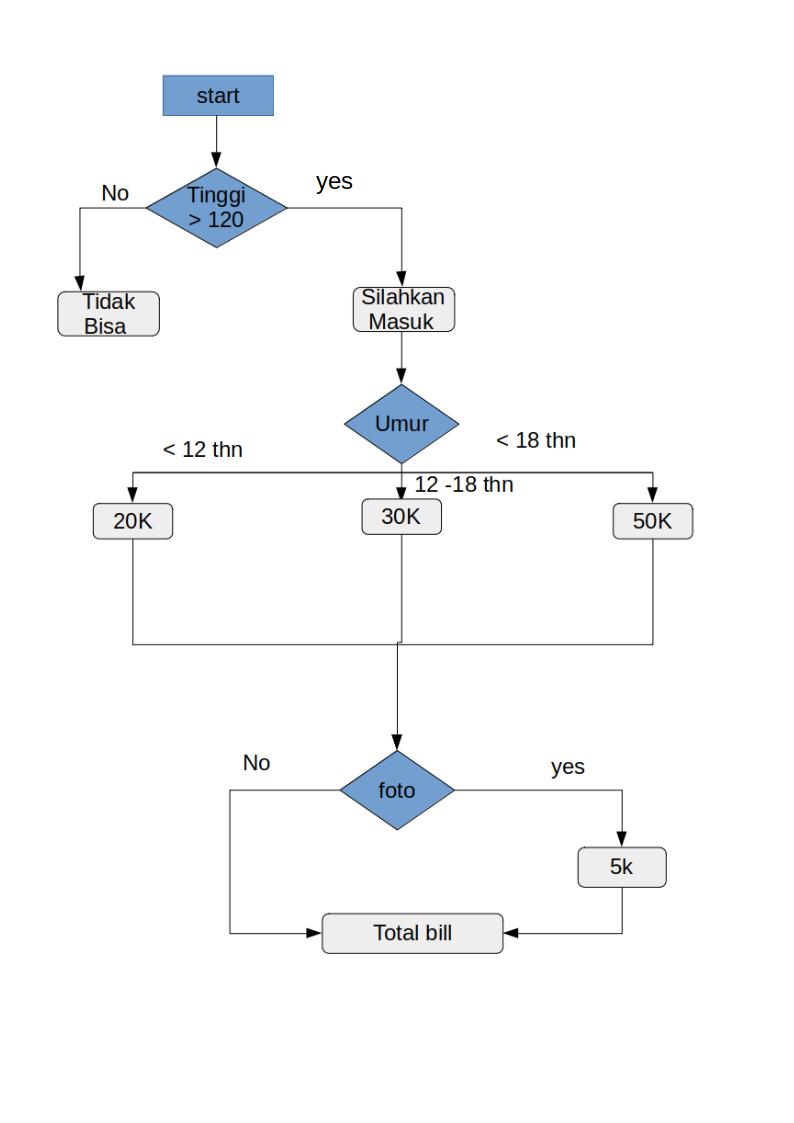 start
No
yes
Tinggi
> 120
Tidak
Bisa
Silahkan
Masuk
Umur
< 12 thn
< 18 thn
12 -18 thn
20K
30K
50K
No
yes
foto
5k
Total bill